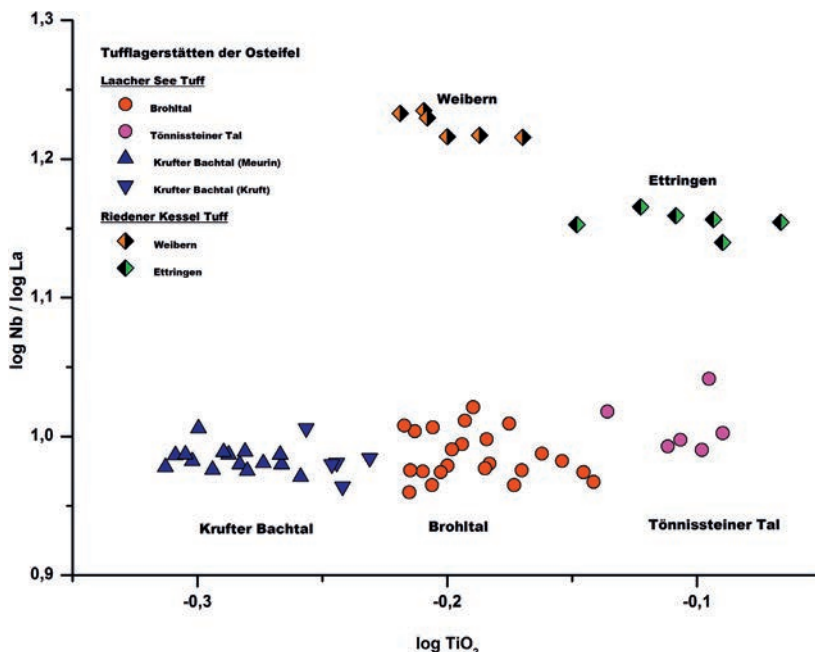 1,3
1,2
1,1
1,0
0,9
log Nb / log La
Tufflagerstätten der Osteifel
Laacher See Tuff
Brohltal
Tönnissteiner Tal
Krufter Bachtal (Meurin)
Krufter Bachtal (Kruft)
Riedener Kessel Tuff
Weibern
Ettringen
Weibern
Ettringen
Krufter Bachtal
Brohltal
Tönnissteiner Tal
-0,3
-0,2
-0,1
log TiO₂